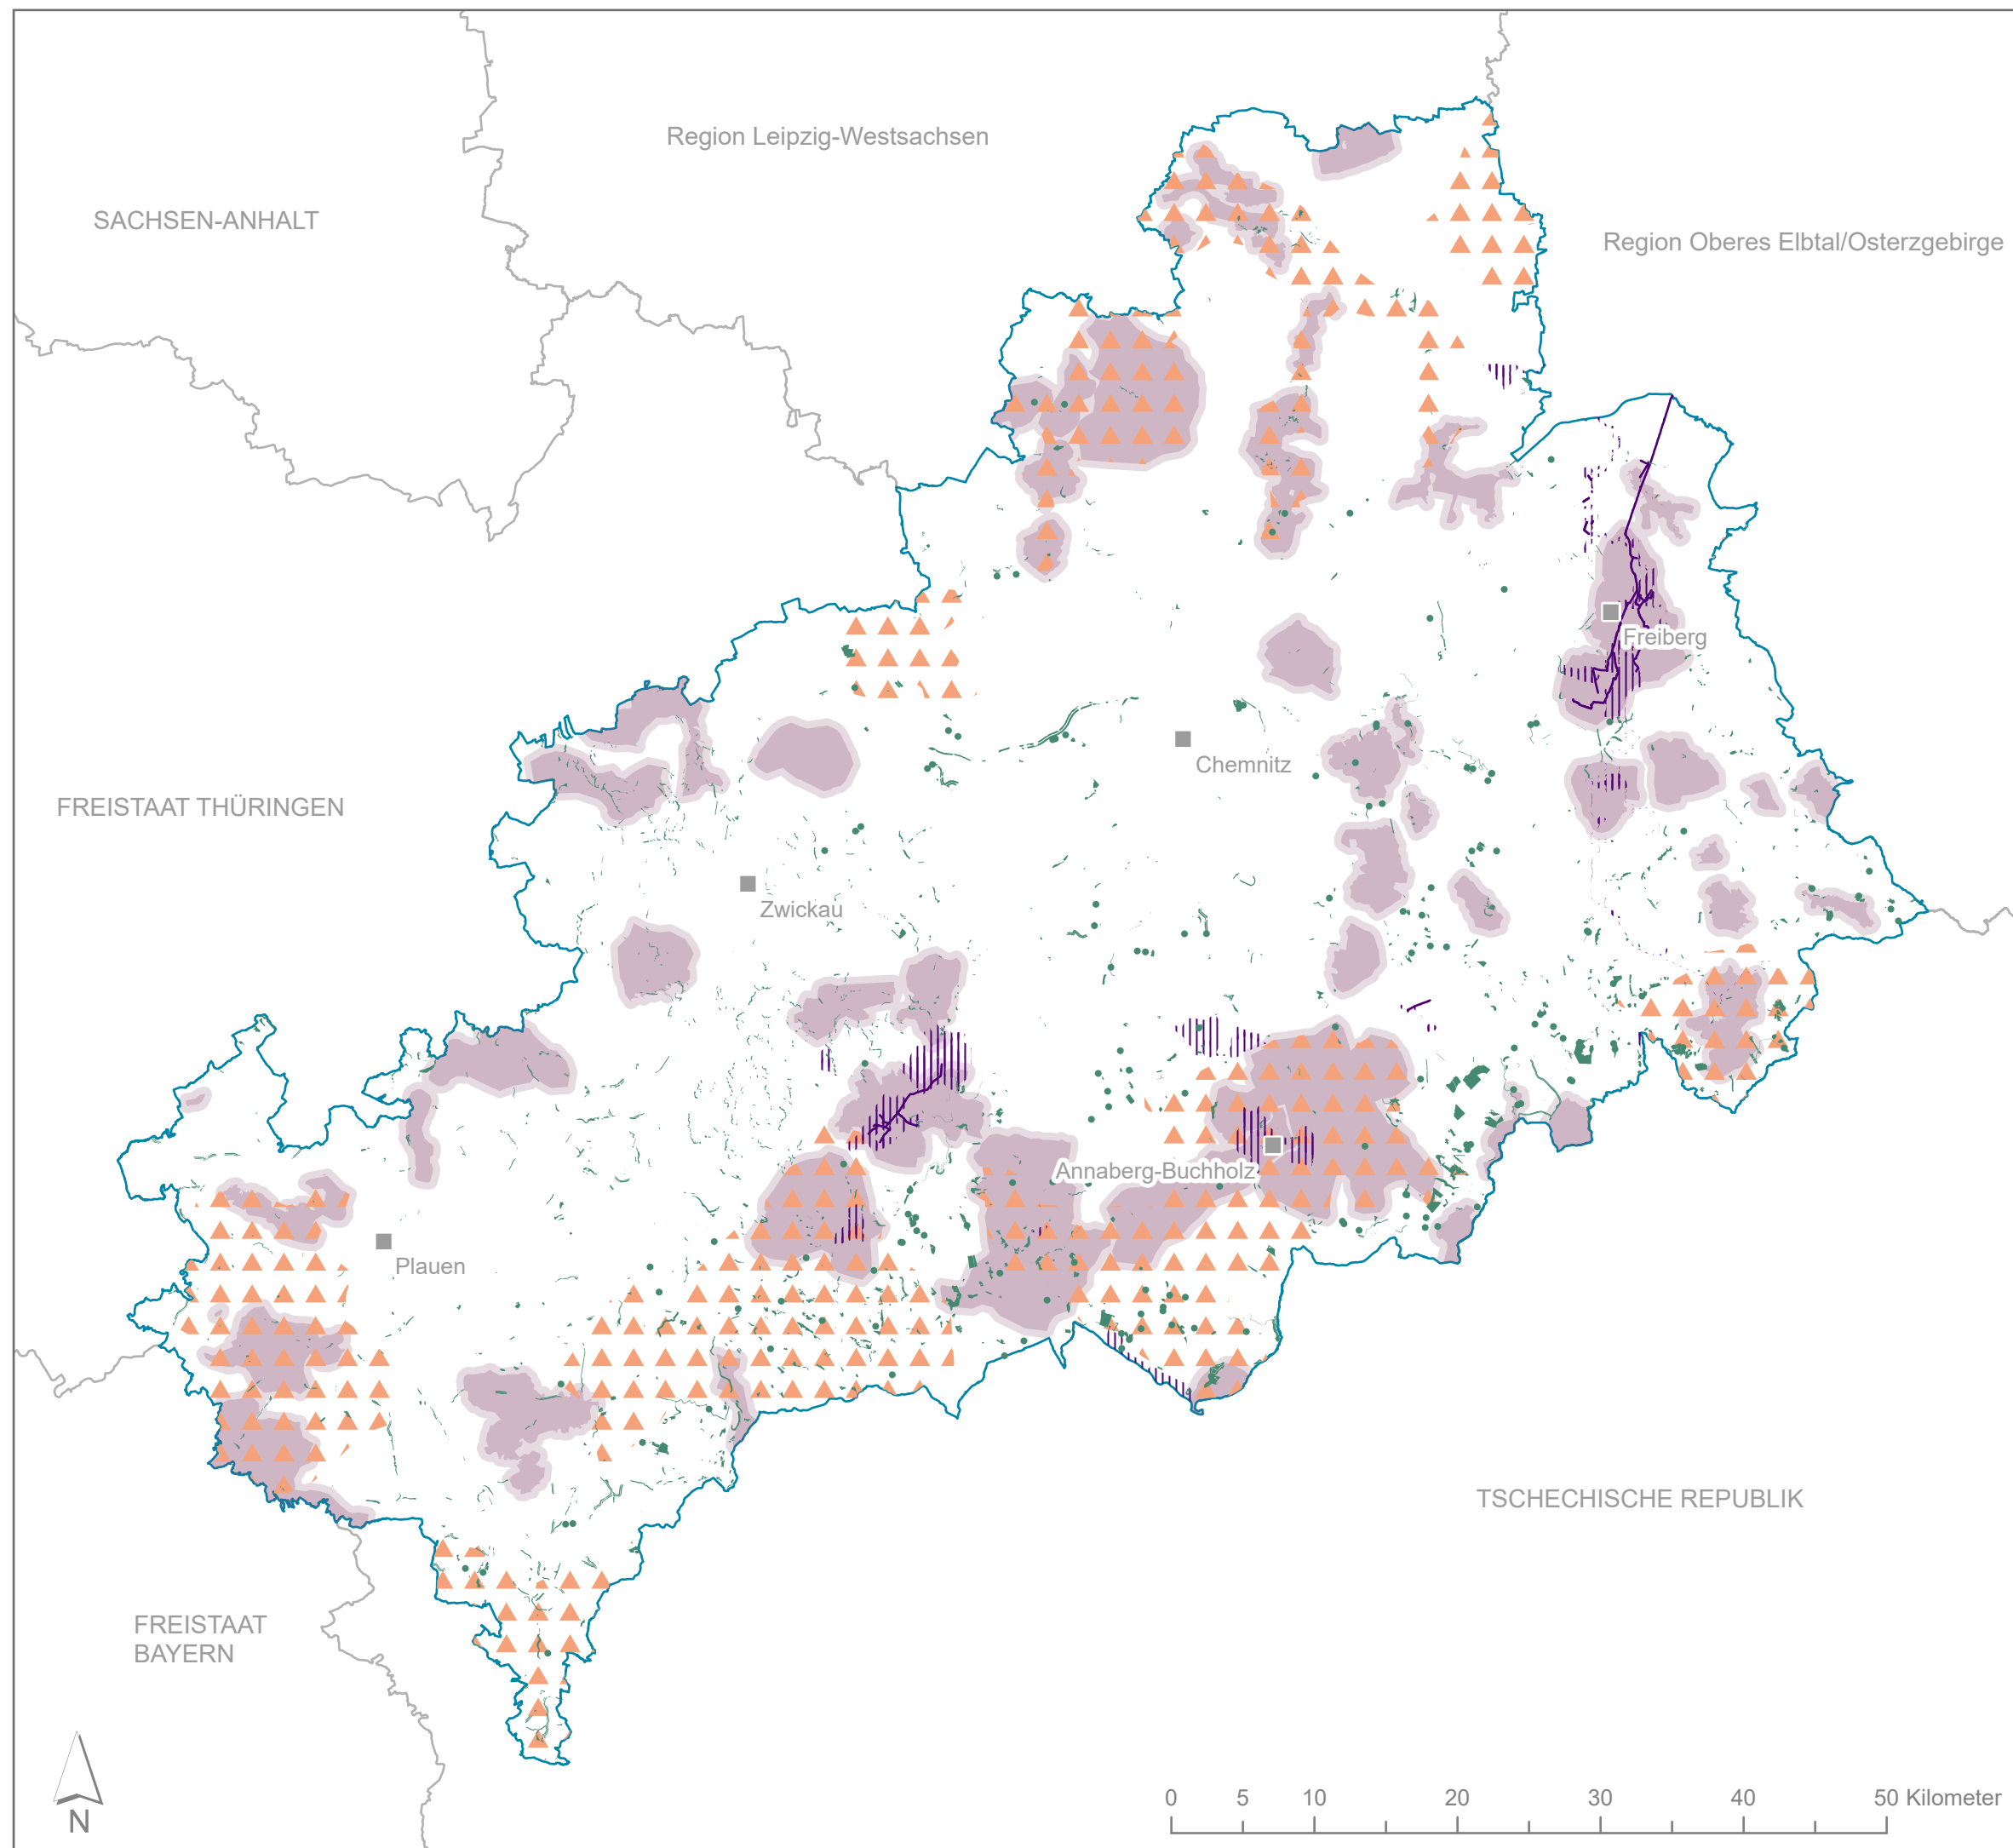 Region Leipzig-Westsachsen
SACHSEN-ANHALT
Region Oberes Elbtal/Osterzgebirge
Freiberg
Chemnitz
FREISTAAT THÜRINGEN
Zwickau
Annaberg-Buchholz
Plauen
TSCHECHISCHE REPUBLIK
FREISTAAT
BAYERN
N
0 5 10 20 30 40 50 Kilometer